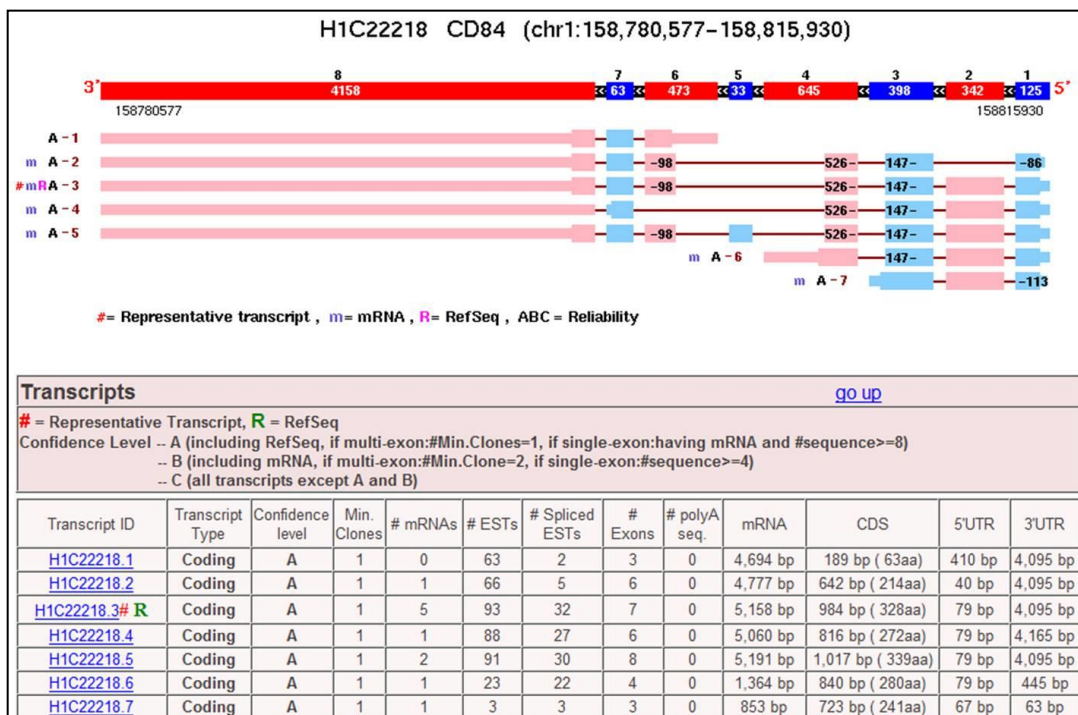 H1C22218 CD84 (chr1:158,780,577-158,815,930)
8 7 6 5 4 3 2 1
3' 4158 63 473 33 645 398 342 125 5'
158780577 158815930
A-1
m A-2 -98 526- 147- -86
#mRA-3 -98 526- 147-
m A-4 526- 147-
m A-5 -98 526- 147-
m A-6 147-
m A-7 -113
#= Representative transcript , m= mRNA , R= RefSeq , ABC = Reliability
Transcripts go up
# = Representative Transcript, R = RefSeq
Confidence Level -- A (including RefSeq, if multi-exon:#Min.Clones=1, if single-exon:having mRNA and #sequence>=8)
-- B (including mRNA, if multi-exon:#Min.Clone=2, if single-exon:#sequence>=4)
-- C (all transcripts except A and B)
Transcript ID Transcript Type Confidence level Min. Clones # mRNAs # ESTs # Spliced ESTs # Exons # polyA seq. mRNA CDS 5'UTR 3'UTR
H1C22218.1 Coding A 1 0 63 2 3 0 4,694 bp 189 bp ( 63aa) 410 bp 4,095 bp
H1C22218.2 Coding A 1 1 66 5 6 0 4,777 bp 642 bp ( 214aa) 40 bp 4,095 bp
H1C22218.3# R Coding A 1 5 93 32 7 0 5,158 bp 984 bp ( 328aa) 79 bp 4,095 bp
H1C22218.4 Coding A 1 1 88 27 6 0 5,060 bp 816 bp ( 272aa) 79 bp 4,165 bp
H1C22218.5 Coding A 1 2 91 30 8 0 5,191 bp 1,017 bp ( 339aa) 79 bp 4,095 bp
H1C22218.6 Coding A 1 1 23 22 4 0 1,364 bp 840 bp ( 280aa) 79 bp 445 bp
H1C22218.7 Coding A 1 1 3 3 3 0 853 bp 723 bp ( 241aa) 67 bp 63 bp